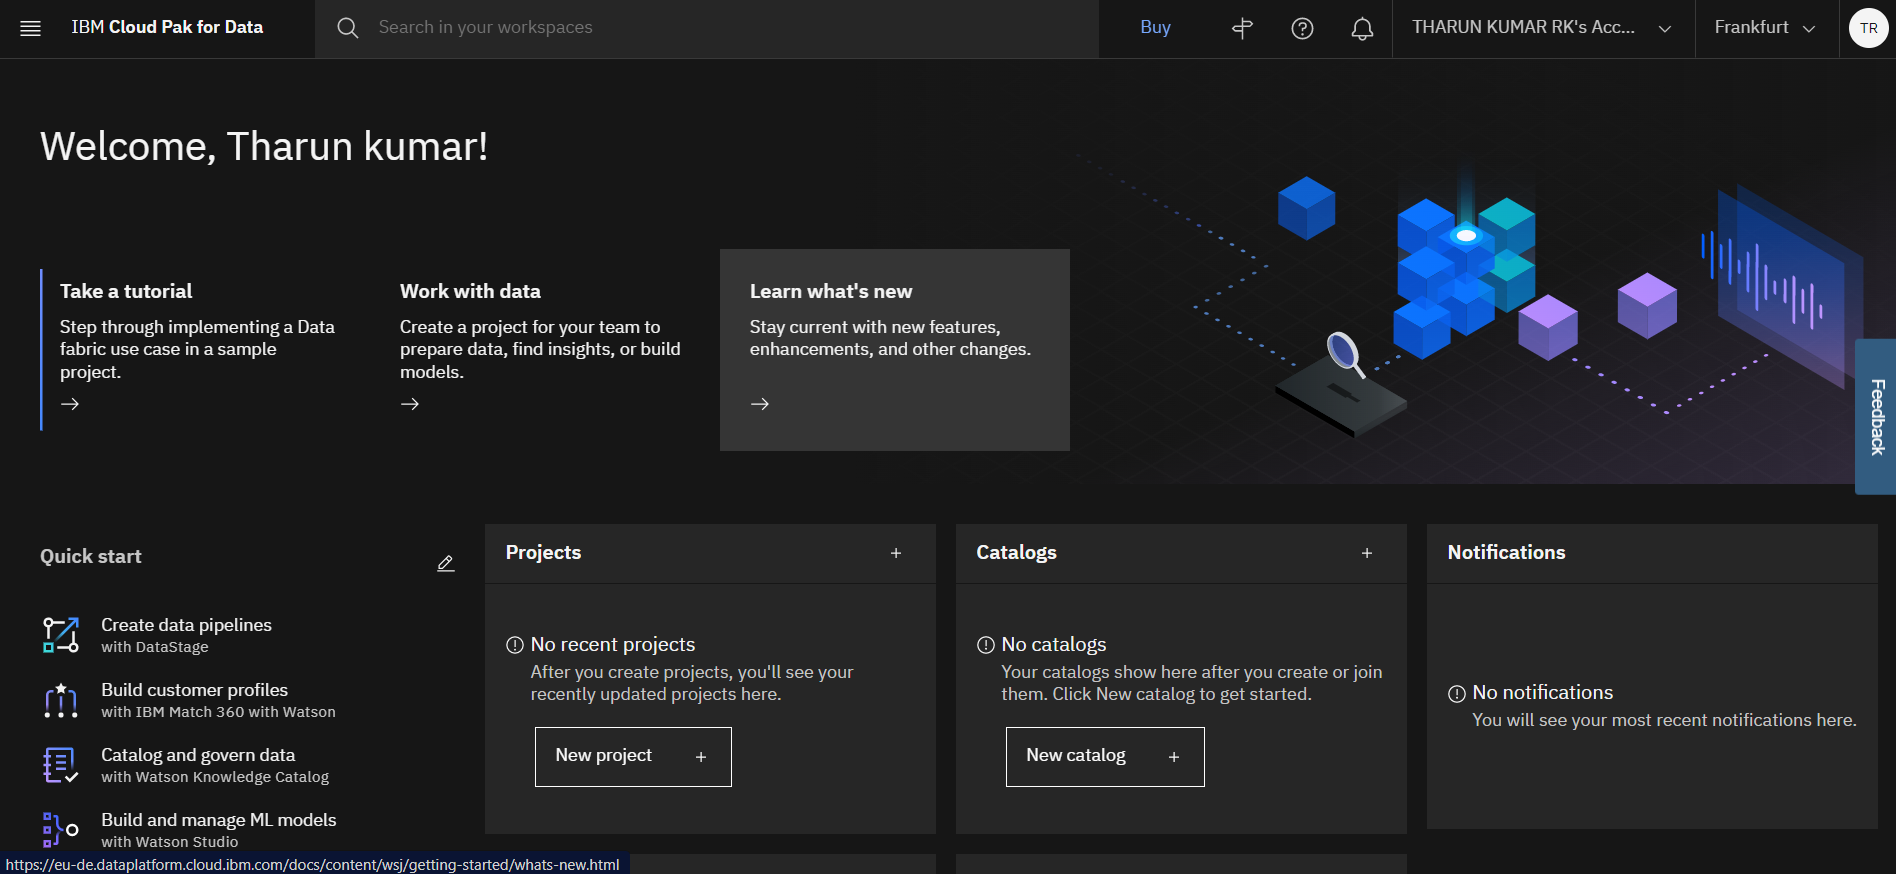 IBM Cloud Pak for Data
Search in your workspaces
Buy
THARUN KUMAR RK's Acc...
Frankfurt
TR
Welcome, Tharun kumar!
Take a tutorial
Step through implementing a Data
fabric use case in a sample
project.
Work with data
Create a project for your team to
prepare data, find insights, or build
models.
Learn what's new
Stay current with new features,
enhancements, and other changes.
Feedback
Quick start
Create data pipelines
with DataStage
Build customer profiles
with IBM Match 360 with Watson
Catalog and govern data
with Watson Knowledge Catalog
Build and manage ML models
with Watson Studio
Projects
No recent projects
After you create projects, you'll see your
recently updated projects here.
New project +
Catalogs
No catalogs
Your catalogs show here after you create or join
them. Click New catalog to get started.
New catalog +
Notifications
No notifications
You will see your most recent notifications here.
https://eu-de.dataplatform.cloud.ibm.com/docs/content/wsj/getting-started/whats-new.html